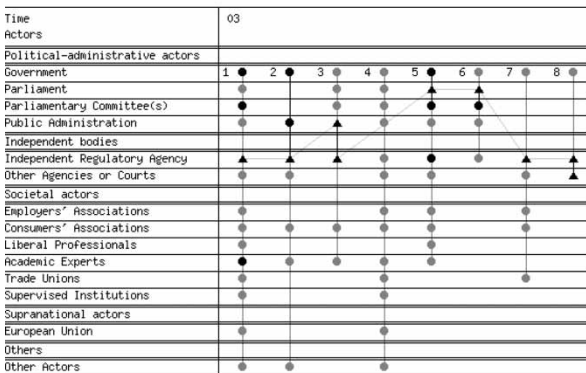 Time 03
Actors
Political-administrative actors
Government 1 2 3 4 5 6 7 8
Parliament
Parliamentary Committee(s)
Public Administration
Independent bodies
Independent Regulatory Agency
Other Agencies or Courts
Societal actors
Employers' Associations
Consumers' Associations
Liberal Professionals
Academic Experts
Trade Unions
Supervised Institutions
Supranational actors
European Union
Others
Other Actors